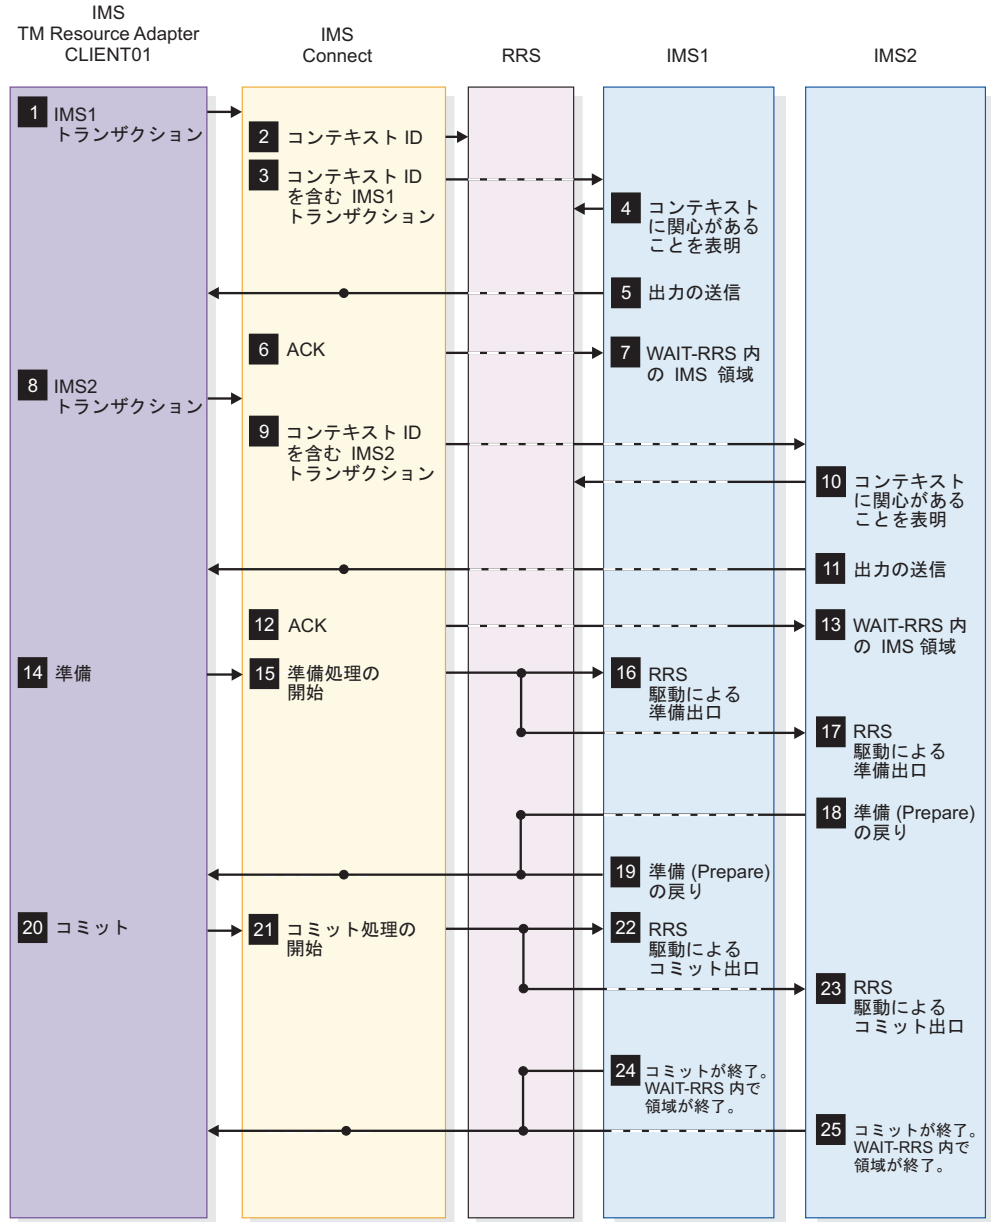 IMS
TM Resource Adapter
CLIENT01
IMS
Connect
RRS
IMS1
IMS2
1 IMS1
トランザクション
2 コンテキスト ID
3 コンテキスト ID
を含む IMS1
トランザクション
4 コンテキスト
に関心がある
ことを表明
5 出力の送信
6 ACK
7 WAIT-RRS 内
の IMS 領域
8 IMS2
トランザクション
9 コンテキスト ID
を含む IMS2
トランザクション
10 コンテキスト
に関心がある
ことを表明
11 出力の送信
12 ACK
13 WAIT-RRS 内
の IMS 領域
14 準備
15 準備処理の
開始
16 RRS
駆動による
準備出口
17 RRS
駆動による
準備出口
18 準備 (Prepare)
の戻り
19 準備 (Prepare)
の戻り
20 コミット
21 コミット処理の
開始
22 RRS
駆動による
コミット出口
23 RRS
駆動による
コミット出口
24 コミットが終了。
WAIT-RRS 内で
領域が終了。
25 コミットが終了。
WAIT-RRS 内で
領域が終了。